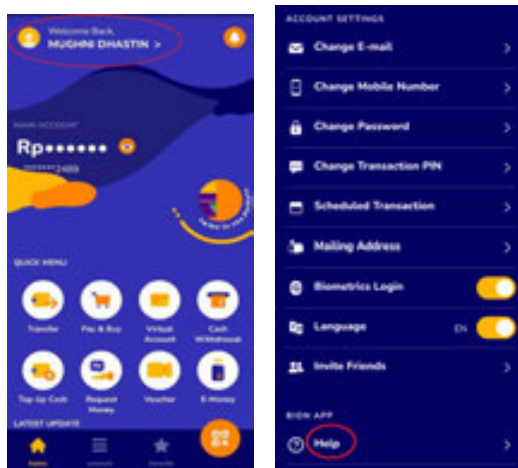 Welcome Back,
MUGHNI DHASTIN >
MAIN ACCOUNT
Rp••••••
QUICK MENU
Transfer
Pay & Buy
Virtual Account
Cash Withdrawal
Top Up Cash
Request Money
Voucher
E-Money
LATEST UPDATE
Home
Favorite
ACCOUNT SETTINGS
Change E-mail
Change Mobile Number
Change Password
Change Transaction PIN
Scheduled Transaction
Mailing Address
Biometrics Login
Language EN
Invite Friends
BION APP
Help